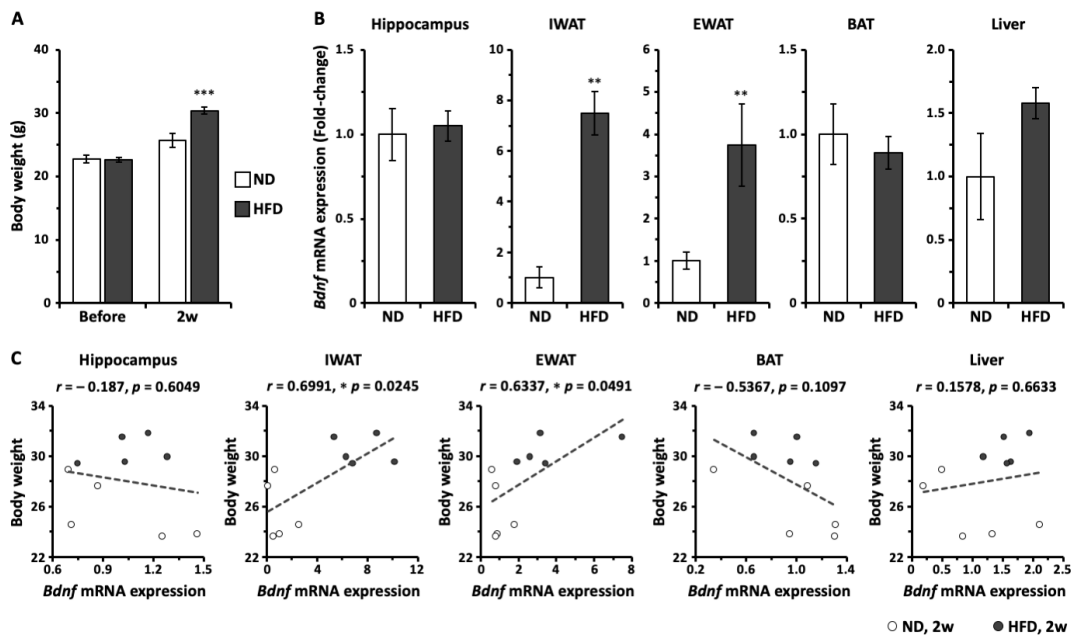 A
Body weight (g)
40
30
20
10
0
***
Before
2w
ND
HFD
B
Bdnf mRNA expression (Fold-change)
Hippocampus
1.5
1.0
0.5
0
ND
HFD
IWAT
10
8
6
4
2
0
**
ND
HFD
EWAT
6
5
4
3
2
1
0
**
ND
HFD
BAT
1.5
1.0
0.5
0
ND
HFD
Liver
2.0
1.5
1.0
0.5
0
ND
HFD
C
Hippocampus
r = − 0.187, p = 0.6049
Body weight
34
30
26
22
0.6
0.9
1.2
1.5
Bdnf mRNA expression
IWAT
r = 0.6991, * p = 0.0245
Body weight
34
30
26
22
0
4
8
12
Bdnf mRNA expression
EWAT
r = 0.6337, * p = 0.0491
Body weight
34
30
26
22
0
2
4
6
8
Bdnf mRNA expression
BAT
r = − 0.5367, p = 0.1097
Body weight
34
30
26
22
0.2
0.6
1.0
1.4
Bdnf mRNA expression
Liver
r = 0.1578, p = 0.6633
Body weight
34
30
26
22
0
0.5
1.0
1.5
2.0
2.5
Bdnf mRNA expression
ND, 2w
HFD, 2w